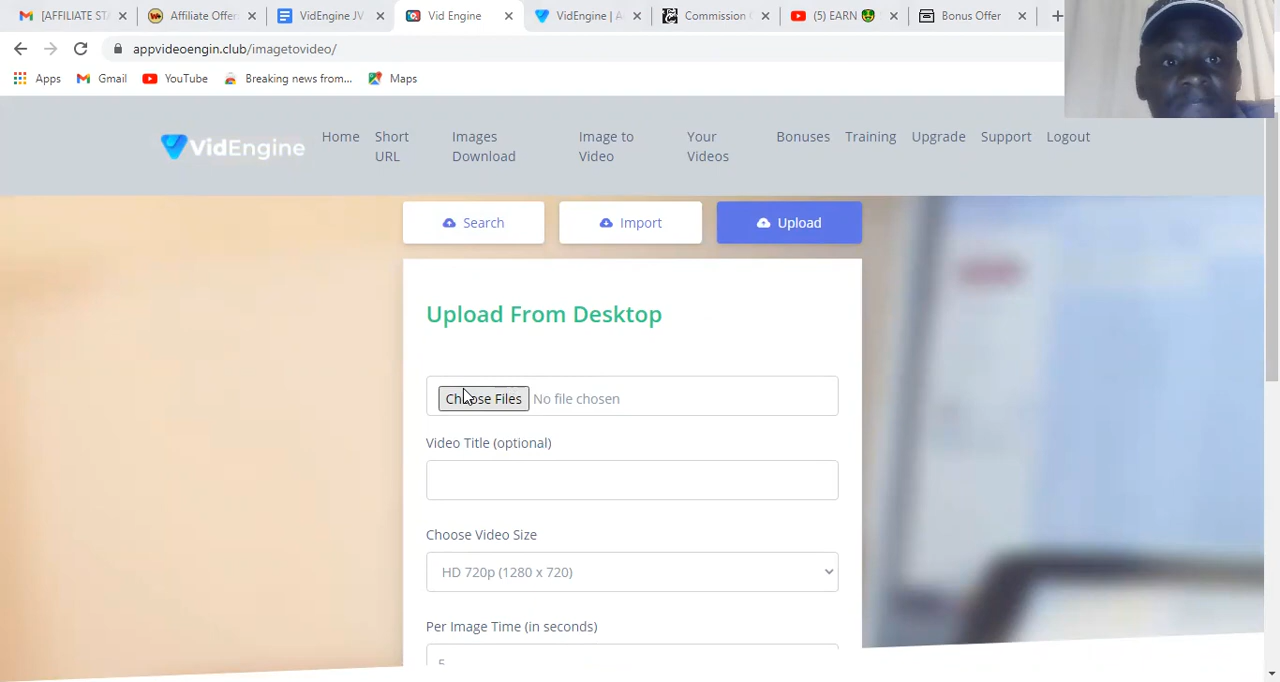 [AFFILIATE STA
Affiliate Offer
VidEngine JV
Vid Engine
VidEngine | A
Commission
(5) EARN
Bonus Offer
appvideoengin.club/imagetovideo/
Apps Gmail YouTube Breaking news from... Maps
VidEngine
Home
Short
URL
Images
Download
Image to
Video
Your
Videos
Bonuses
Training
Upgrade
Support
Logout
Search
Import
Upload
Upload From Desktop
Choose Files No file chosen
Video Title (optional)
Choose Video Size
HD 720p (1280 x 720)
Per Image Time (in seconds)
5